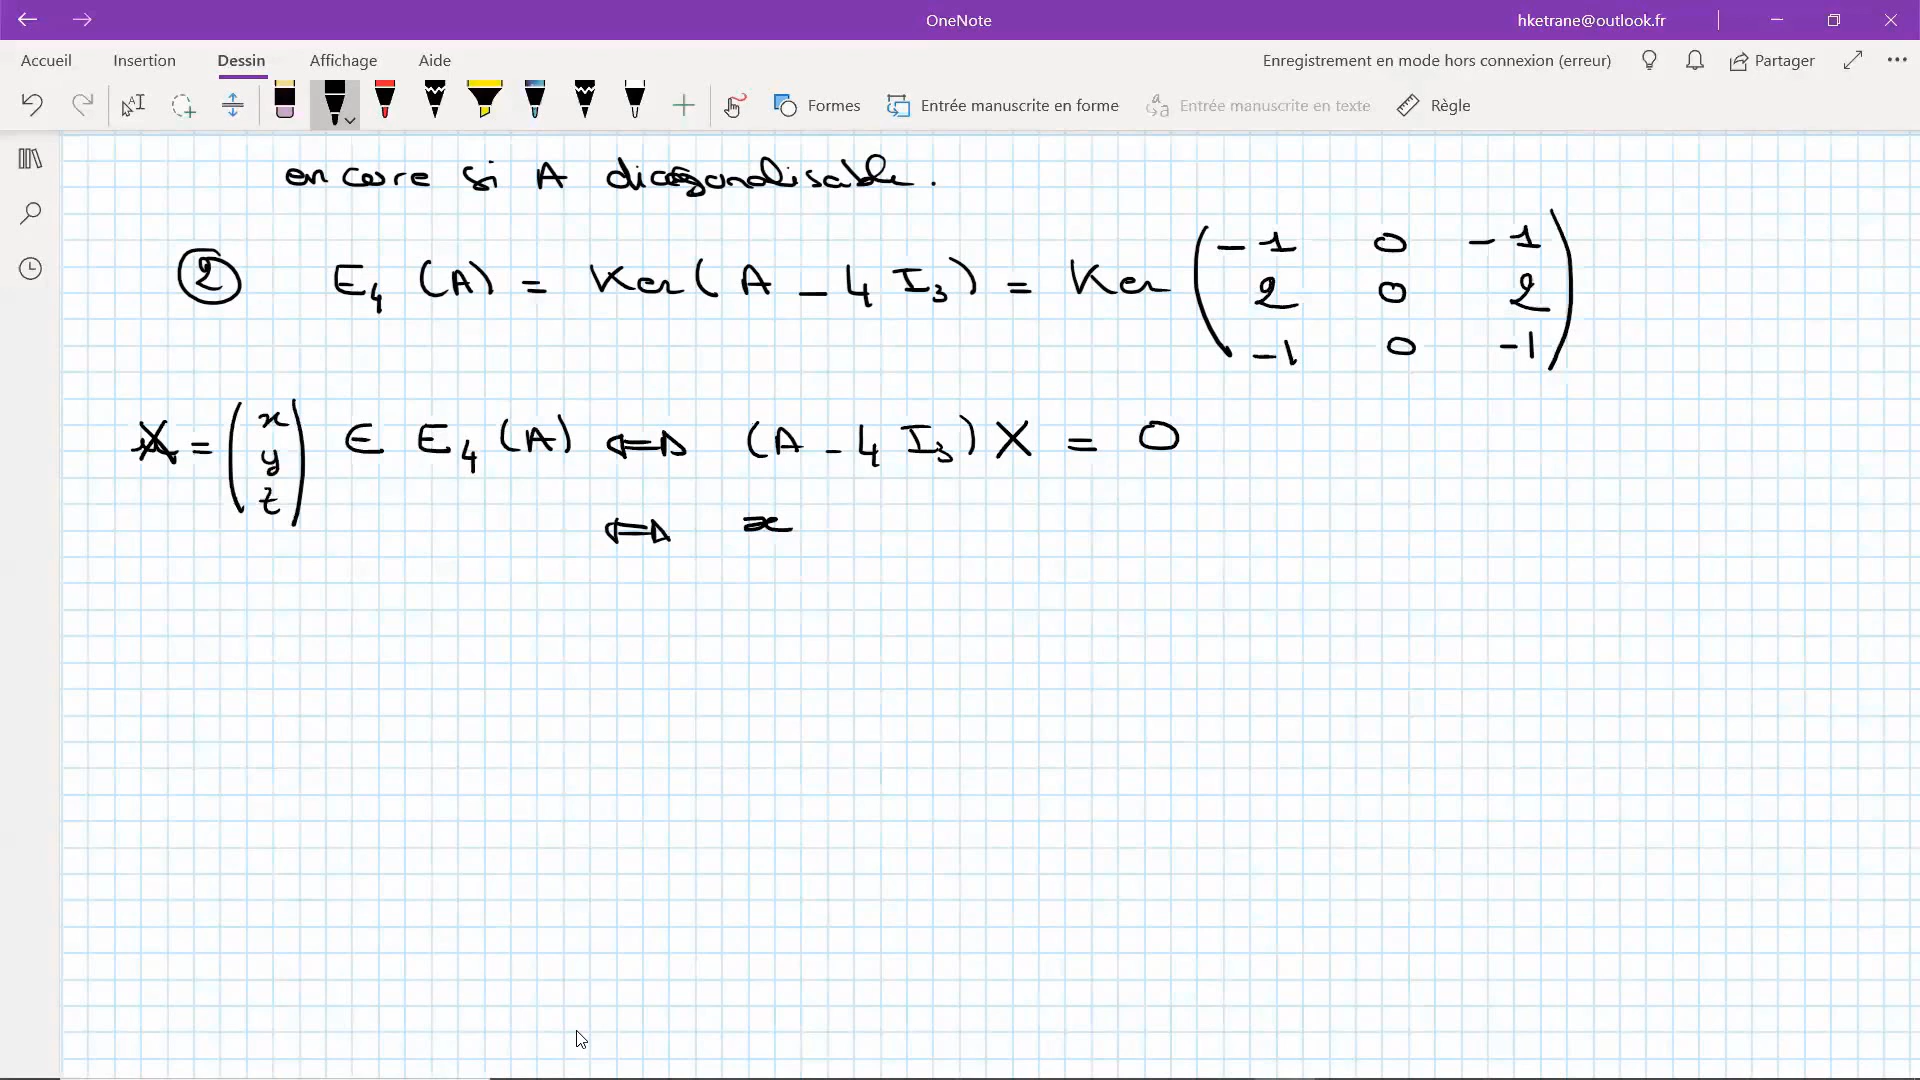 OneNote
hketrane@outlook.fr
Accueil Insertion Dessin Affichage Aide
Enregistrement en mode hors connexion (erreur) Partager
Formes Entrée manuscrite en forme Entrée manuscrite en texte Règle
encore si A diagonalisable.
② E₄ (A) = Ker( A - 4 I₃ ) = Ker ( -1 0 -1
2 0 2
-1 0 -1 )
X = ( x y z ) ∈ E₄ (A) ⟺ (A - 4 I₃) X = 0
⟺ x